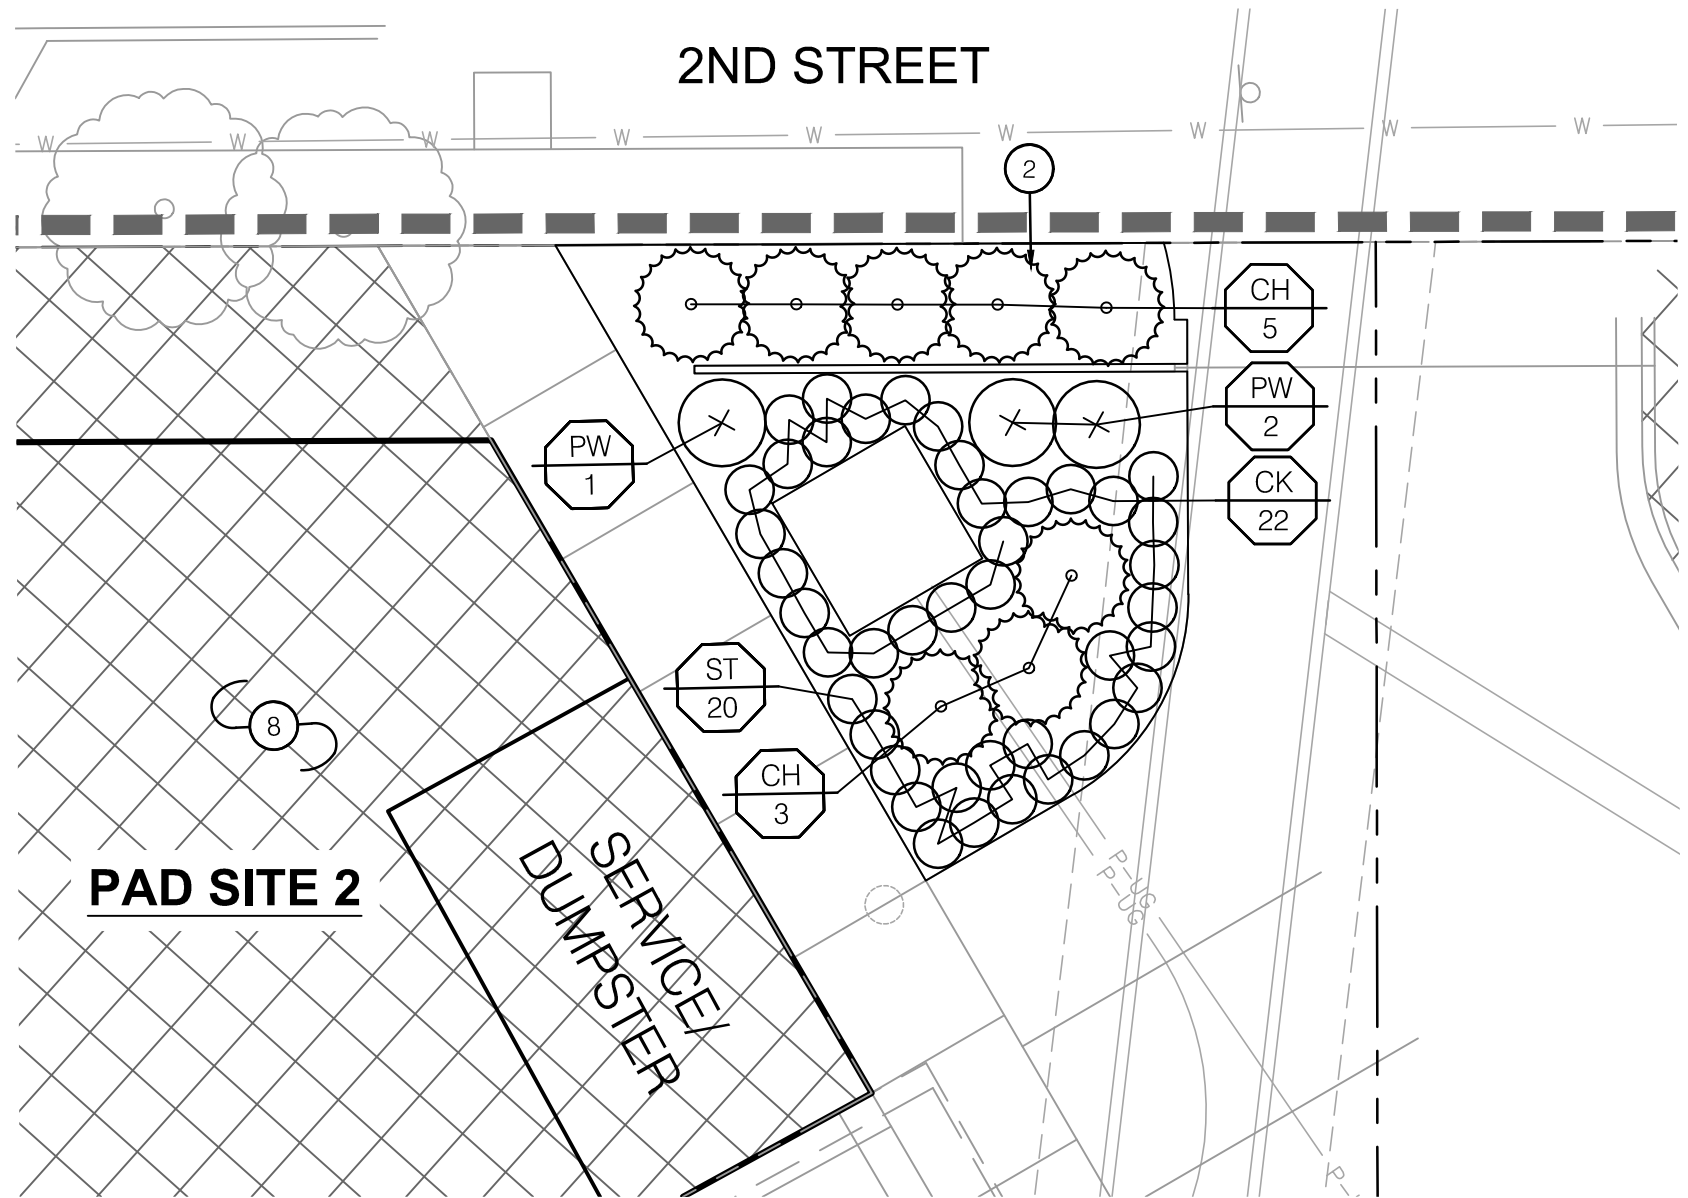 2ND STREET
W W W W W W W W W
2
CH
5
PW
2
PW
1
CK
22
ST
20
8
CH
3
PAD SITE 2
SERVICE/
DUMPSTER
P-UG
P-UG
P-